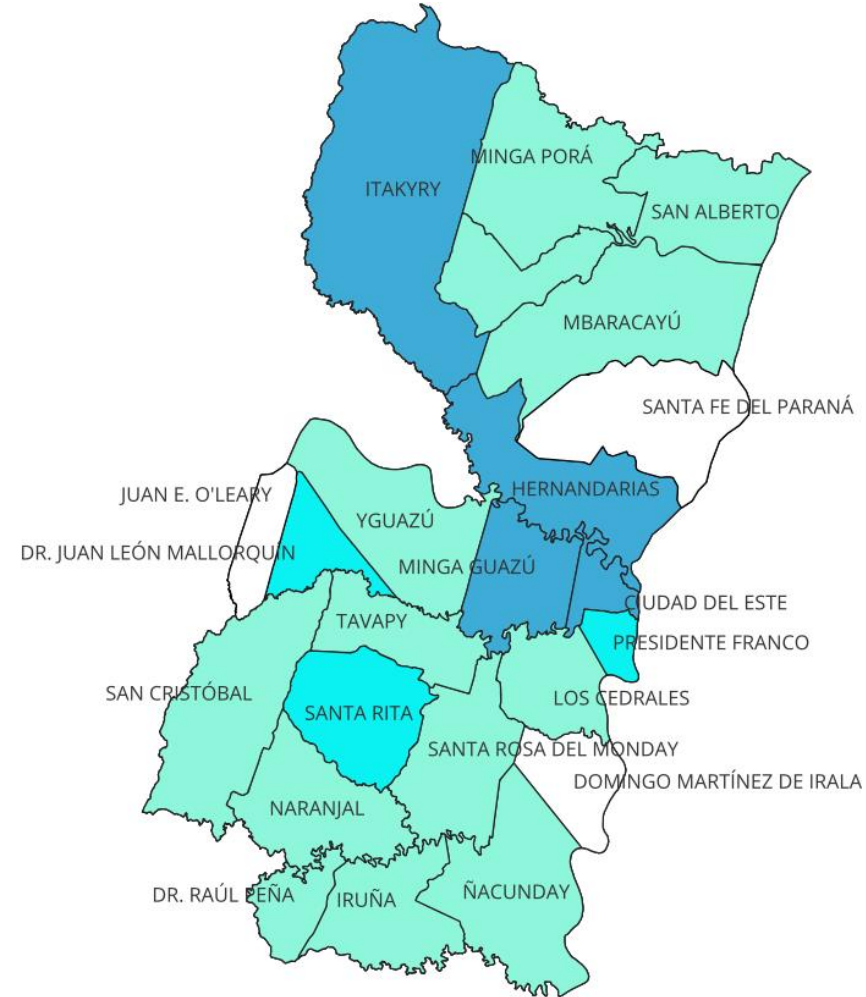 MINGA PORÁ
ITAKYRY
SAN ALBERTO
MBARACAYÚ
SANTA FE DEL PARANÁ
JUAN E. O'LEARY
HERNANDARIAS
YGUAZÚ
DR. JUAN LEÓN MALLORQUÍN
MINGA GUAZÚ
CIUDAD DEL ESTE
TAVAPY
PRESIDENTE FRANCO
SAN CRISTÓBAL
LOS CEDRALES
SANTA RITA
SANTA ROSA DEL MONDAY
DOMINGO MARTÍNEZ DE IRALA
NARANJAL
DR. RAÚL PEÑA
IRUÑA
ÑACUNDAY